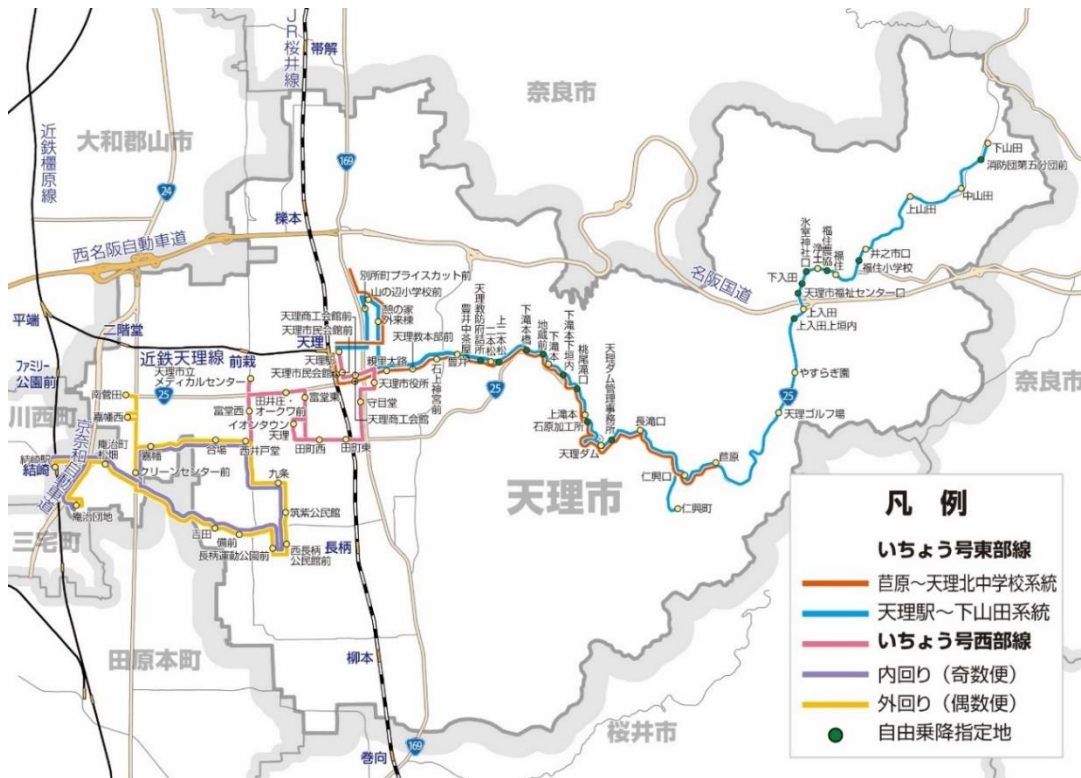 JR桜井線
帯解
奈良市
大和郡山市
近鉄橿原線
169
24
櫟本
西名阪自動車道
名阪国道
平端
二階堂
近鉄天理線
前栽
天理
ファミリー
公園前
川西町
京奈和自動車道
結崎
三宅町
田原本町
長柄
柳本
巻向
桜井市
奈良市
天理市
25
25
169
別所町プライスカット前
山の辺小学校前
憩の家
外来棟
天理商工会館前
天理市民会館前
天理教本部前
天理駅
天理市民会館
親里大路
天理市役所
守目堂
天理商工会館
石上神宮前
豊井
豊井中茶屋
天理教防府詰所
二本松
上二本松
下滝本橋
地蔵前
下滝本
下滝本下垣内
桃尾滝口
上滝本
石原加工所
天理ダム
天理ダム管理事務所
長滝口
仁興口
仁興町
苣原
天理ゴルフ場
やすらぎ園
上入田上垣内
上入田
天理市福祉センター口
下入田
氷室神社口
浄土
福住農協
福住
福住小学校
井之市口
上山田
中山田
消防団第五分団前
下山田
天理市立
メディカルセンター
南菅田
嘉幡西
富堂西
田井庄・
オークワ前
富堂東
イオンタウン
天理
田町西
田町東
西井戸堂
合場
嘉幡
クリーンセンター前
庵治町
松畑
結崎駅
庵治団地
九条
筑紫公民館
西長柄
公民館前
長柄運動公園前
備前
吉田
凡 例
いちょう号東部線
苣原～天理北中学校系統
天理駅～下山田系統
いちょう号西部線
内回り（奇数便）
外回り（偶数便）
自由乗降指定地